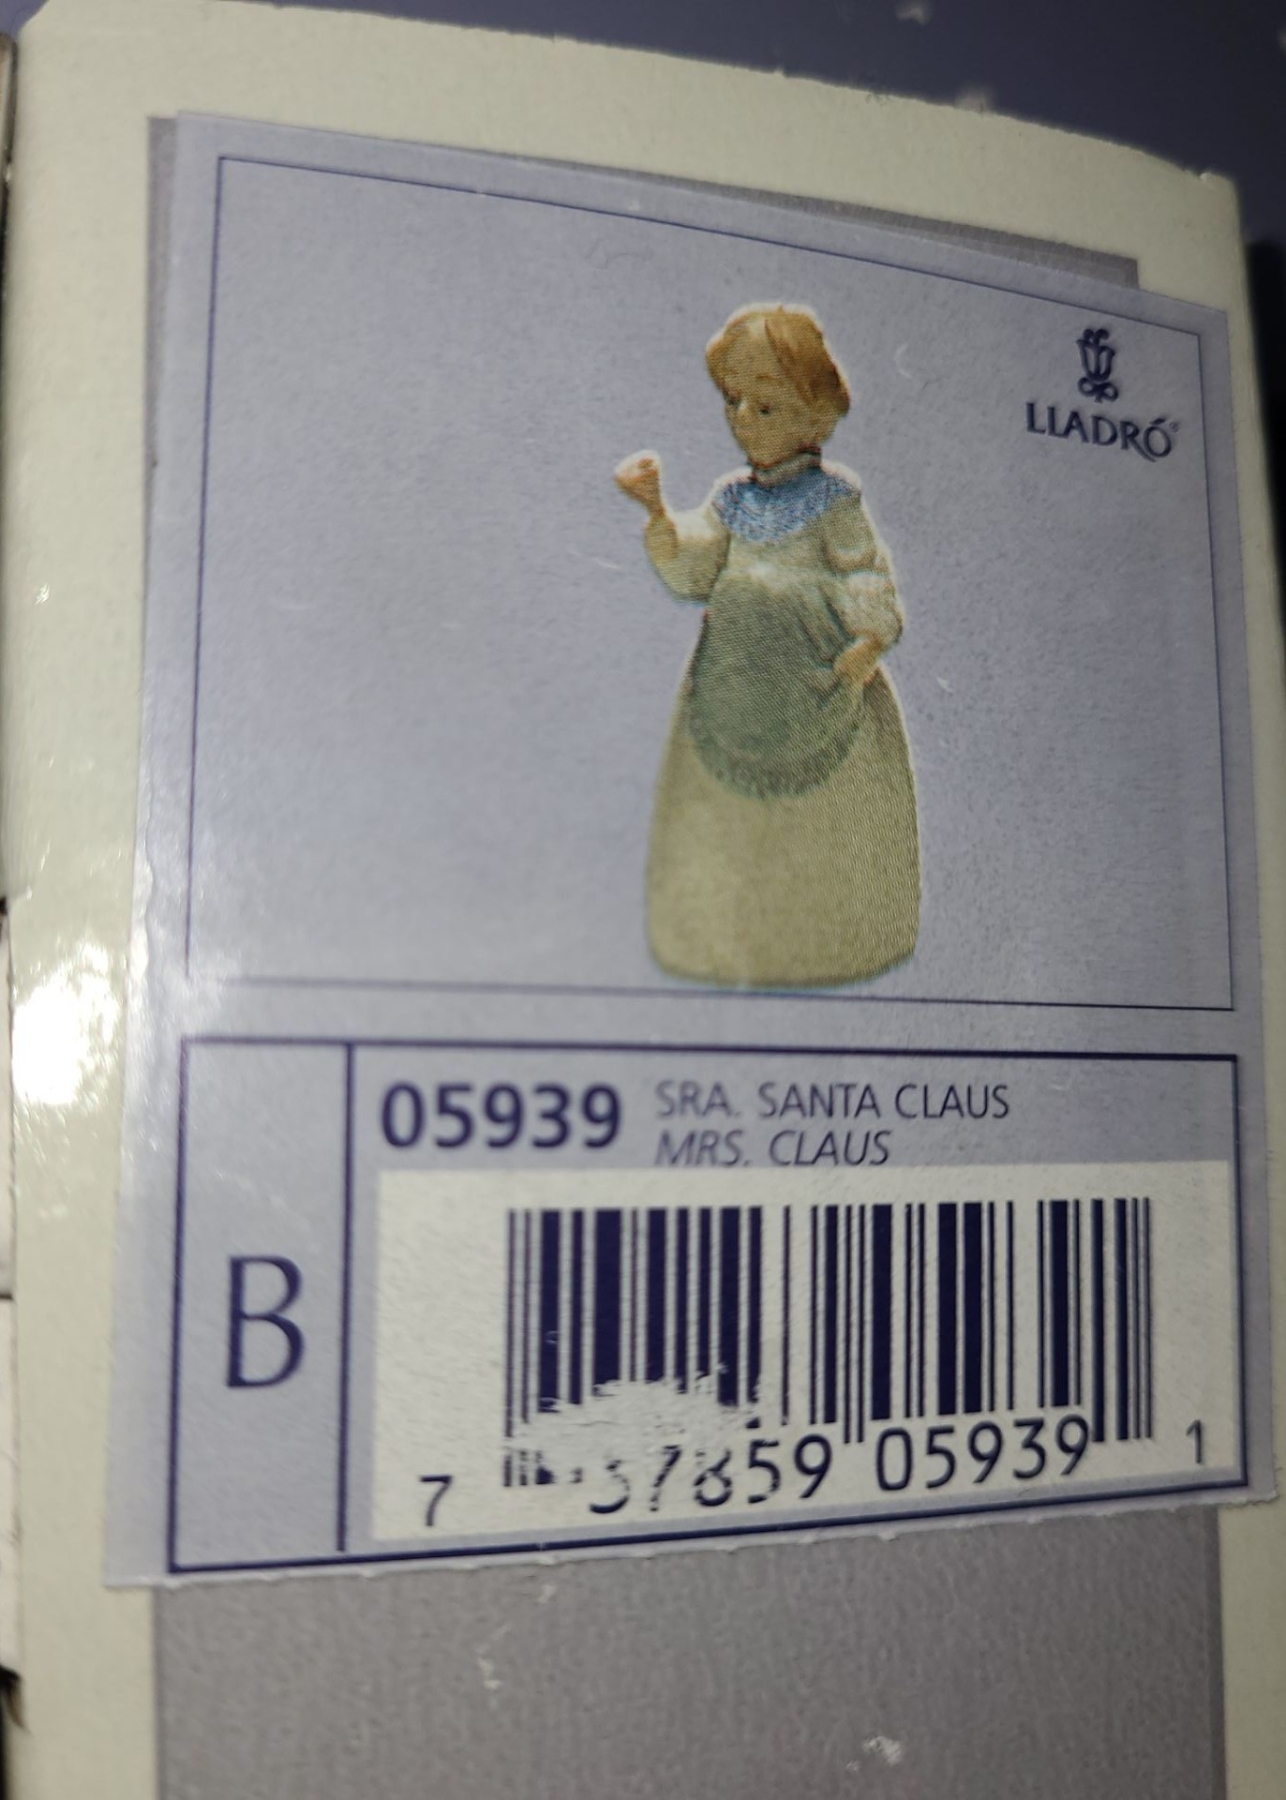 LLADRÓ®
05939 SRA. SANTA CLAUS
MRS. CLAUS
B
7 37859 05939 1